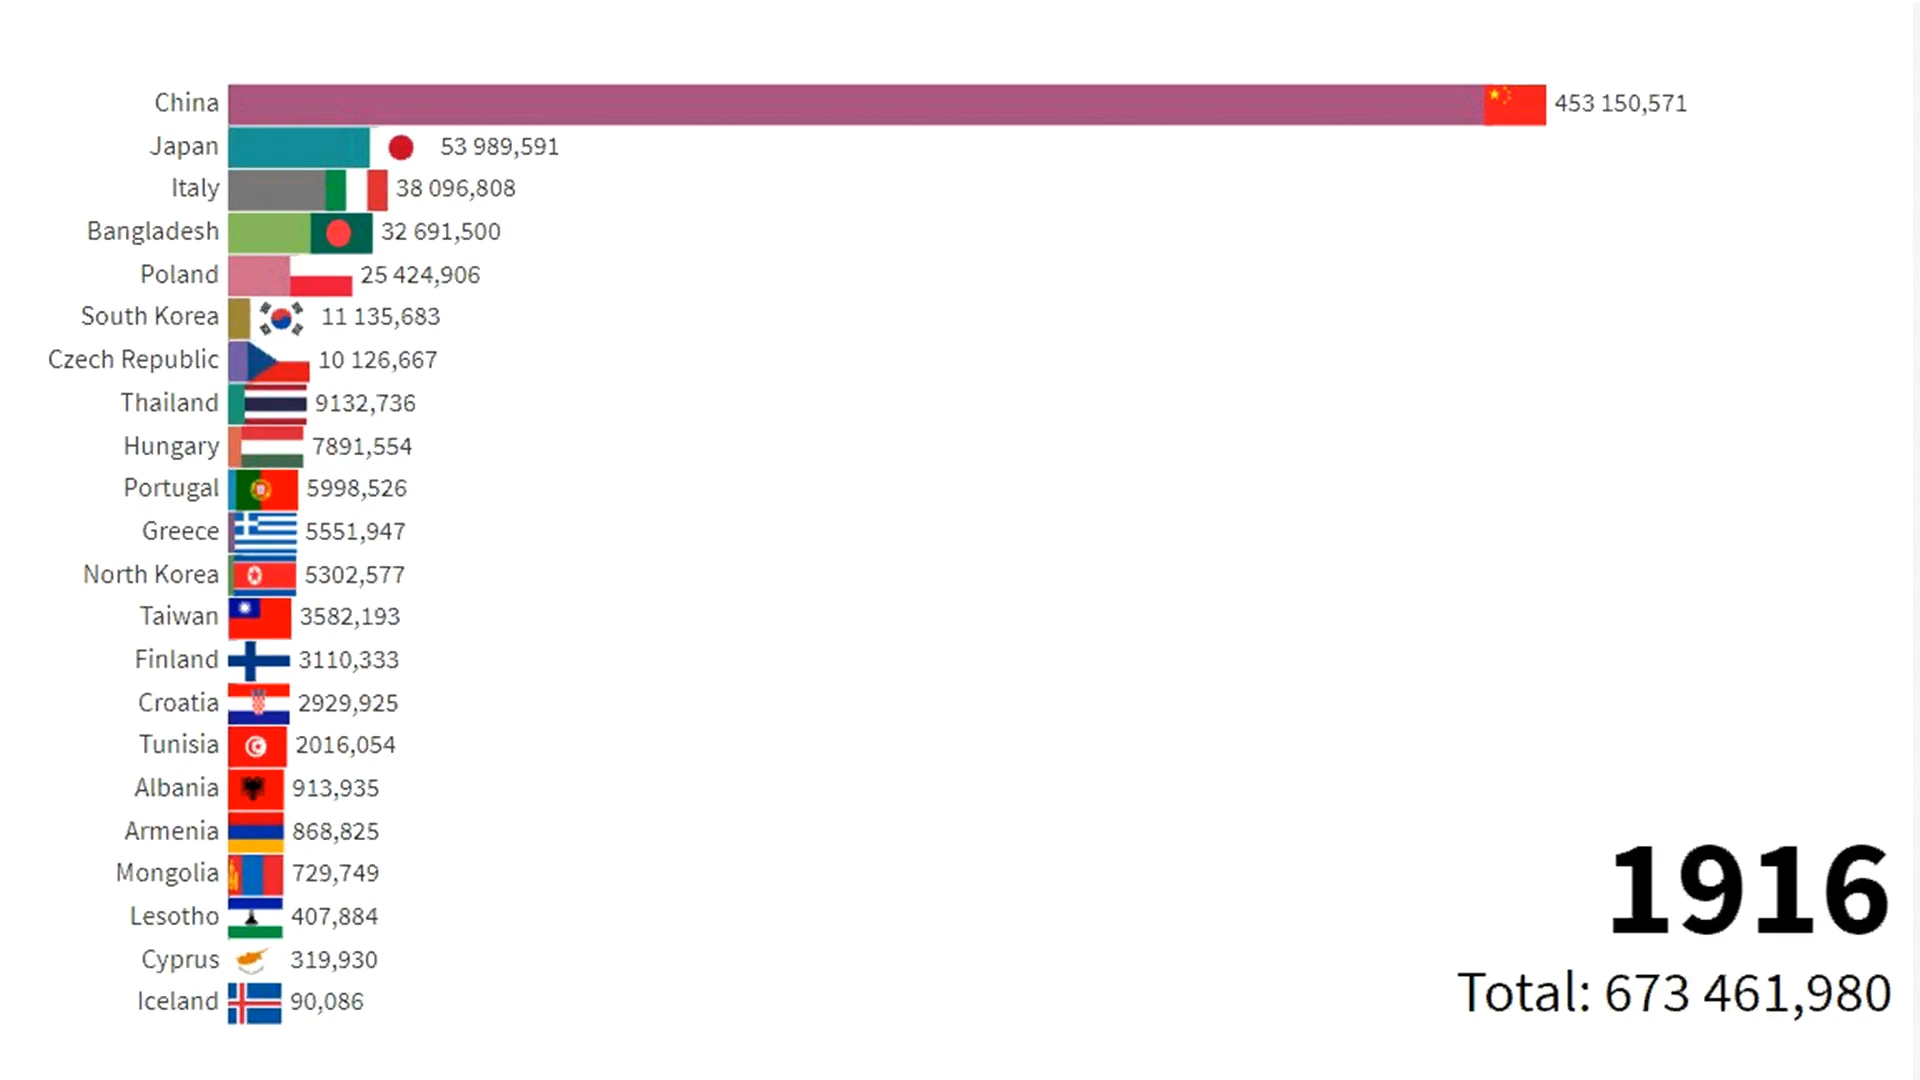 China 453 150,571
Japan 53 989,591
Italy 38 096,808
Bangladesh 32 691,500
Poland 25 424,906
South Korea 11 135,683
Czech Republic 10 126,667
Thailand 9132,736
Hungary 7891,554
Portugal 5998,526
Greece 5551,947
North Korea 5302,577
Taiwan 3582,193
Finland 3110,333
Croatia 2929,925
Tunisia 2016,054
Albania 913,935
Armenia 868,825
Mongolia 729,749
Lesotho 407,884
Cyprus 319,930
Iceland 90,086
1916
Total: 673 461,980